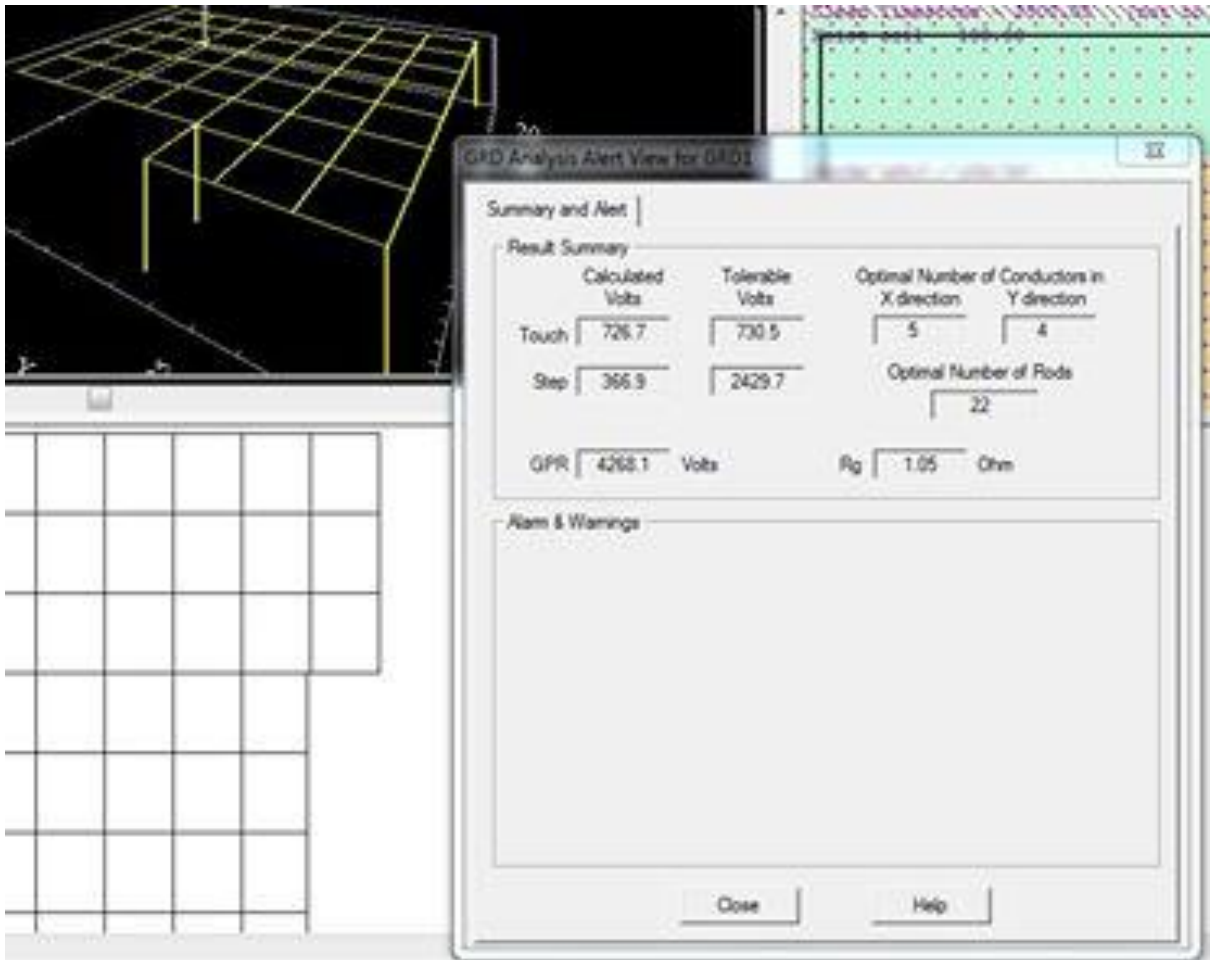 GRD Analysis Alert View for GRD1
Summary and Alert
Result Summary
Calculated Volts
Tolerable Volts
Optimal Number of Conductors in
X direction Y direction
Touch 726.7 730.5 5 4
Step 366.9 2429.7
Optimal Number of Rods
22
GPR 4268.1 Volts Rg 1.05 Ohm
Alarm & Warnings
Close Help